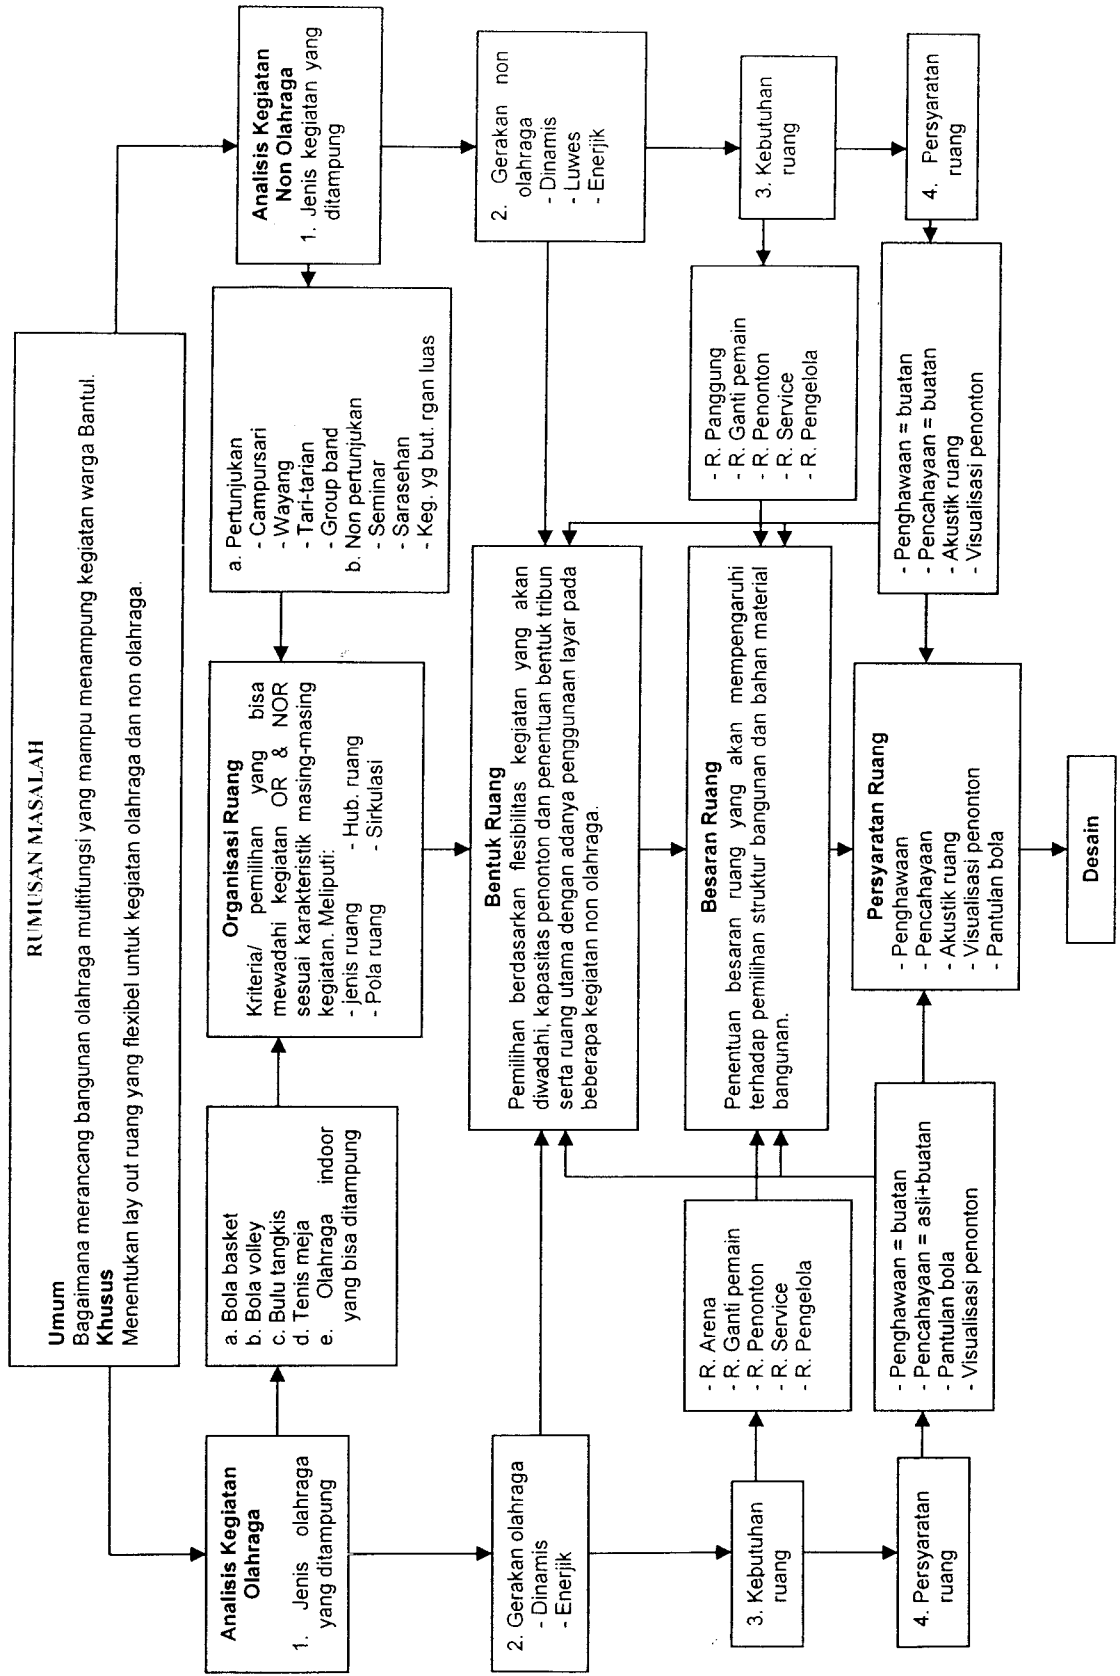 RUMUSAN MASALAH
Umum
Bagaimana merancang bangunan olahraga multifungsi yang mampu menampung kegiatan warga Bantul.
Khusus
Menentukan lay out ruang yang flexibel untuk kegiatan olahraga dan non olahraga.
Analisis Kegiatan
Olahraga
1. Jenis olahraga
yang ditampung
a. Bola basket
b. Bola volley
c. Bulu tangkis
d. Tenis meja
e. Olahraga indoor
yang bisa ditampung
Organisasi Ruang
Kriteria/ pemilihan yang bisa
mewadahi kegiatan OR & NOR
sesuai karakteristik masing-masing
kegiatan. Meliputi:
- jenis ruang - Hub. ruang
- Pola ruang - Sirkulasi
a. Pertunjukan
- Campursari
- Wayang
- Tari-tarian
- Group band
b. Non pertunjukan
- Seminar
- Sarasehan
- Keg. yg but. rgan luas
Analisis Kegiatan
Non Olahraga
1. Jenis kegiatan yang
ditampung
2. Gerakan olahraga
- Dinamis
- Enerjik
Bentuk Ruang
Pemilihan berdasarkan flesibilitas kegiatan yang akan
diwadahi, kapasitas penonton dan penentuan bentuk tribun
serta ruang utama dengan adanya penggunaan layar pada
beberapa kegiatan non olahraga.
2. Gerakan non
olahraga
- Dinamis
- Luwes
- Enerjik
3. Kebutuhan
ruang
- R. Arena
- R. Ganti pemain
- R. Penonton
- R. Service
- R. Pengelola
Besaran Ruang
Penentuan besaran ruang yang akan mempengaruhi
terhadap pemilihan struktur bangunan dan bahan material
bangunan.
- R. Panggung
- R. Ganti pemain
- R. Penonton
- R. Service
- R. Pengelola
3. Kebutuhan
ruang
4. Persyaratan
ruang
- Penghawaan = buatan
- Pencahayaan = asli+buatan
- Pantulan bola
- Visualisasi penonton
Persyaratan Ruang
- Penghawaan
- Pencahayaan
- Akustik ruang
- Visualisasi penonton
- Pantulan bola
- Penghawaan = buatan
- Pencahayaan = buatan
- Akustik ruang
- Visualisasi penonton
4. Persyaratan
ruang
Desain